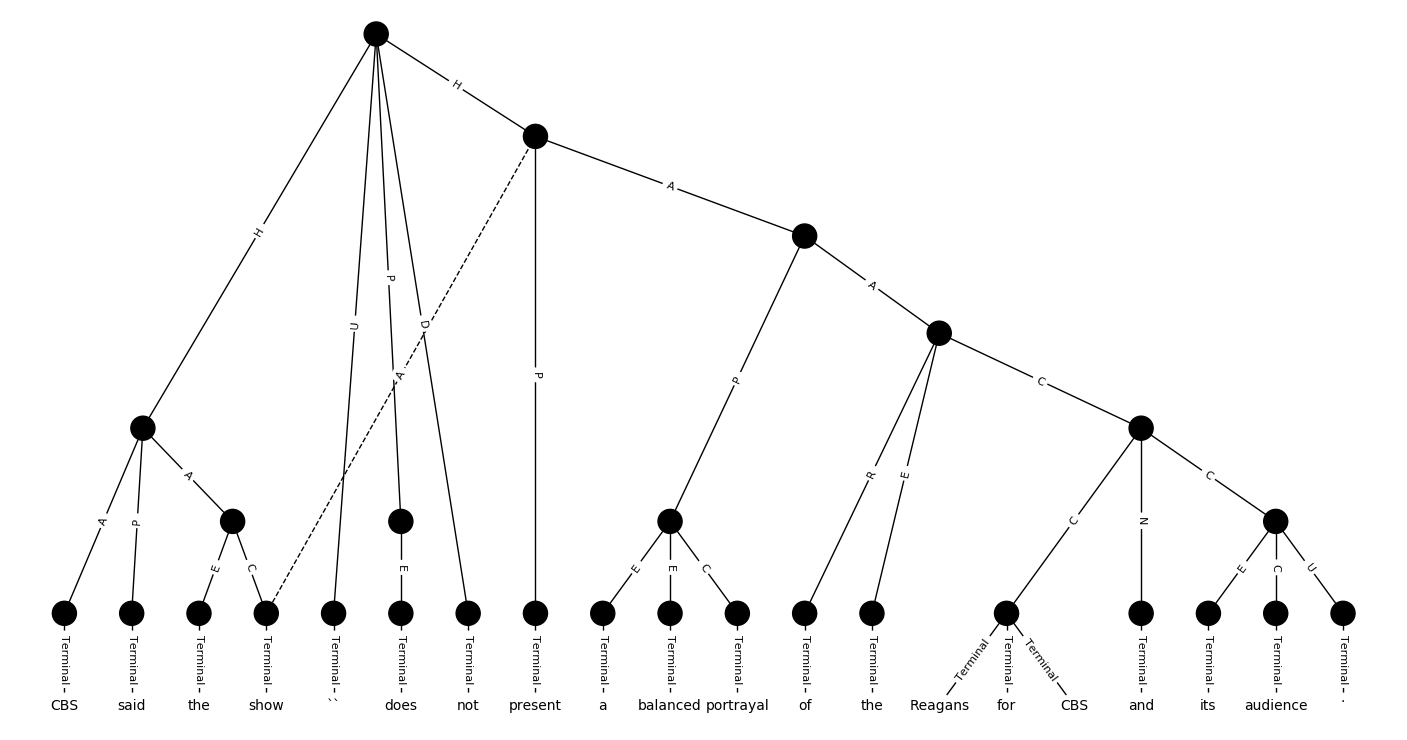 H
A
H
P A
U D
A P P C
A R E C
A P C N
E C E E E C E C U
Terminal Terminal Terminal Terminal Terminal Terminal Terminal Terminal Terminal Terminal Terminal Terminal Terminal Terminal Terminal Terminal Terminal Terminal Terminal Terminal
CBS said the show `` does not present a balanced portrayal of the Reagans for CBS and its audience .